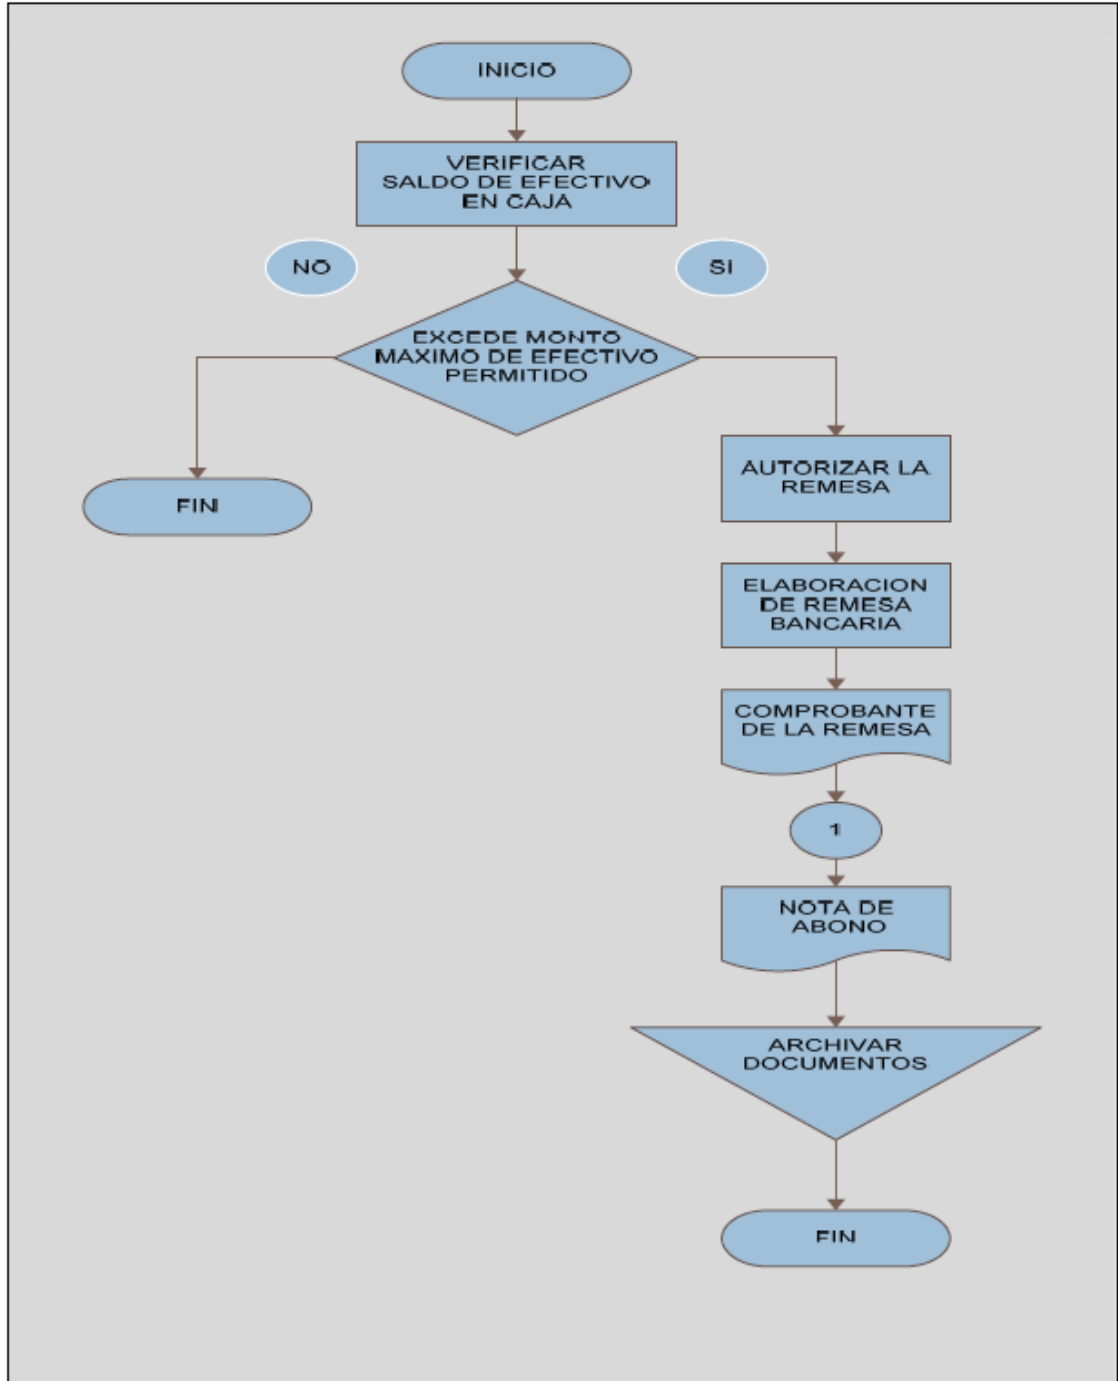 INICIO
VERIFICAR
SALDO DE EFECTIVO
EN CAJA
NO
SI
EXCEDE MONTO
MAXIMO DE EFECTIVO
PERMITIDO
AUTORIZAR LA
REMESA
FIN
ELABORACION
DE REMESA
BANCARIA
COMPROBANTE
DE LA REMESA
1
NOTA DE
ABONO
ARCHIVAR
DOCUMENTOS
FIN